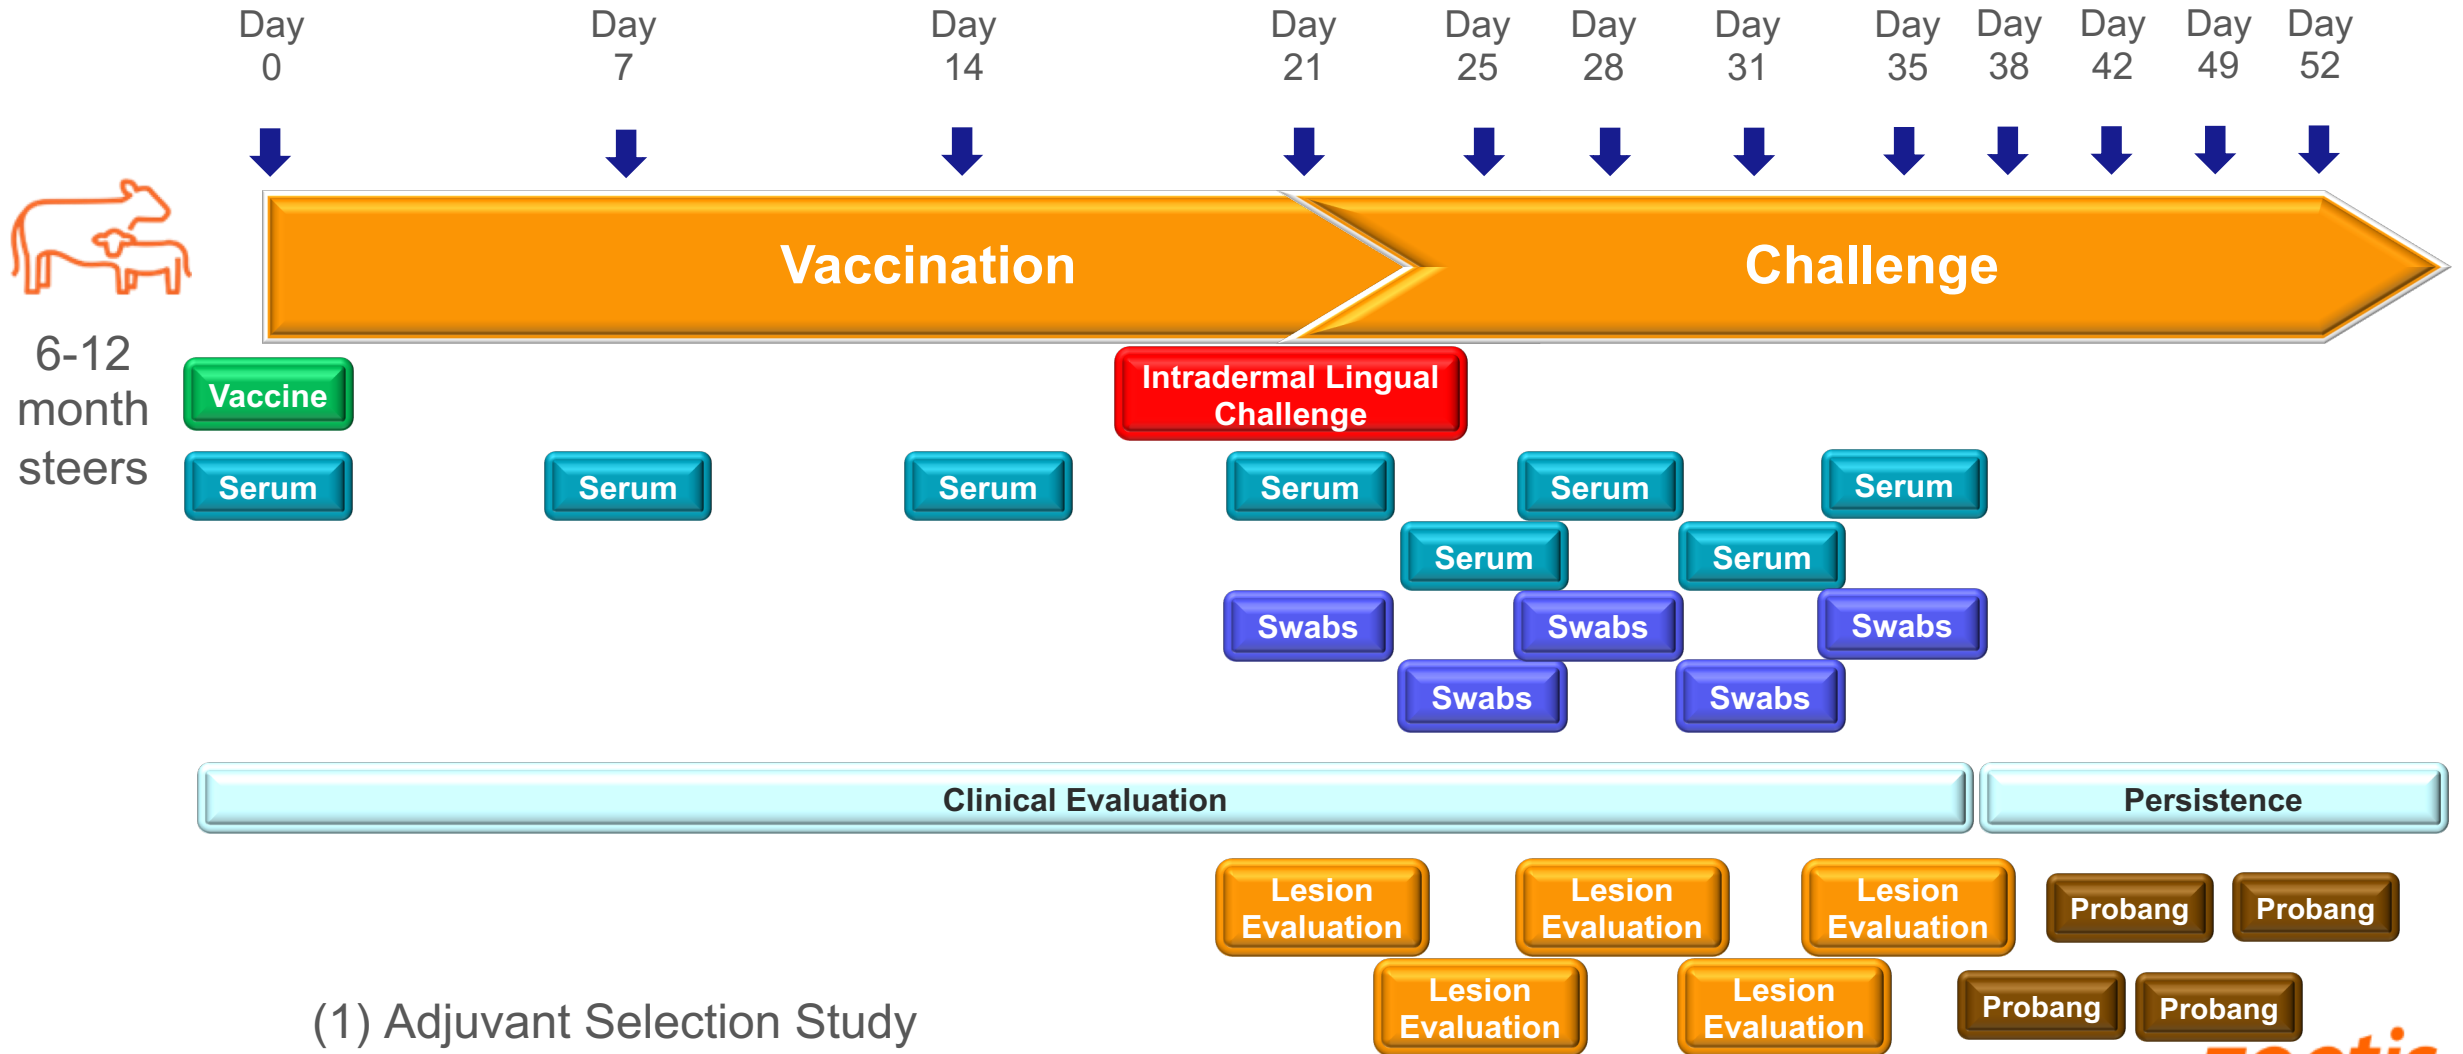 Day
0
Day
7
Day
14
Day
21
Day
25
Day
28
Day
31
Day
35
Day
38
Day
42
Day
49
Day
52
Vaccination
Challenge
6-12
month
steers
Vaccine
Intradermal Lingual
Challenge
Serum
Serum
Serum
Serum
Serum
Serum
Serum
Serum
Swabs
Swabs
Swabs
Swabs
Swabs
Clinical Evaluation
Persistence
Lesion
Evaluation
Lesion
Evaluation
Lesion
Evaluation
Probang
Probang
Lesion
Evaluation
Lesion
Evaluation
Probang
Probang
(1) Adjuvant Selection Study